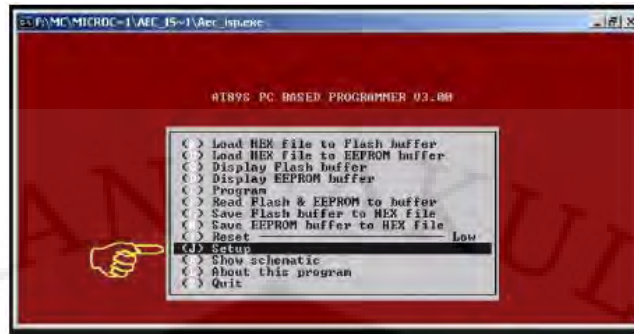 P:\MC\MICROC~1\AEC_IS~1\Aec_isp.exe
AT89S PC BASED PROGRAMMER V3.00
( ) Load HEX file to Flash buffer
( ) Load HEX file to EEPROM buffer
( ) Display Flash buffer
( ) Display EEPROM buffer
( ) Program
( ) Read Flash & EEPROM to buffer
( ) Save Flash buffer to HEX file
( ) Save EEPROM buffer to HEX file
( ) Reset Low
(J) Setup
( ) Show schematic
( ) About this program
( ) Quit